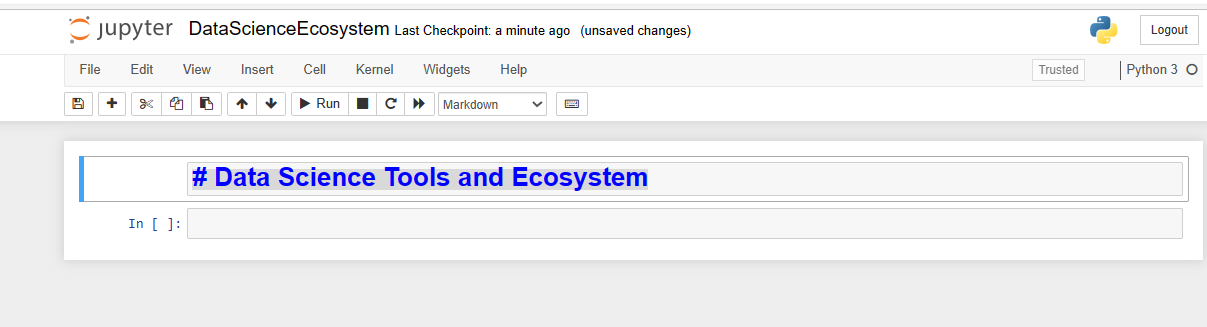 jupyter DataScienceEcosystem Last Checkpoint: a minute ago (unsaved changes) Logout
File Edit View Insert Cell Kernel Widgets Help Trusted Python 3
Run Markdown
# Data Science Tools and Ecosystem
In [ ]: